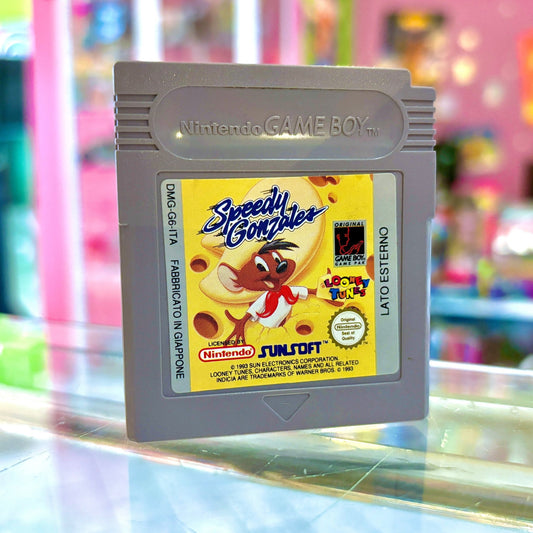 Nintendo GAME BOY TM
DMG-G6-ITA
FABBRICATO IN GIAPPONE
Speedy
Gonzales
ORIGINAL
Nintendo
GAME BOY
GAME PAK
LOONEY
TUNES
LATO ESTERNO
LICENSED BY
Nintendo
SUNSOFT™
Original
Nintendo
Seal of
Quality
© 1993 SUN ELECTRONICS CORPORATION.
LOONEY TUNES, CHARACTERS, NAMES AND ALL RELATED
INDICIA ARE TRADEMARKS OF WARNER BROS. © 1993